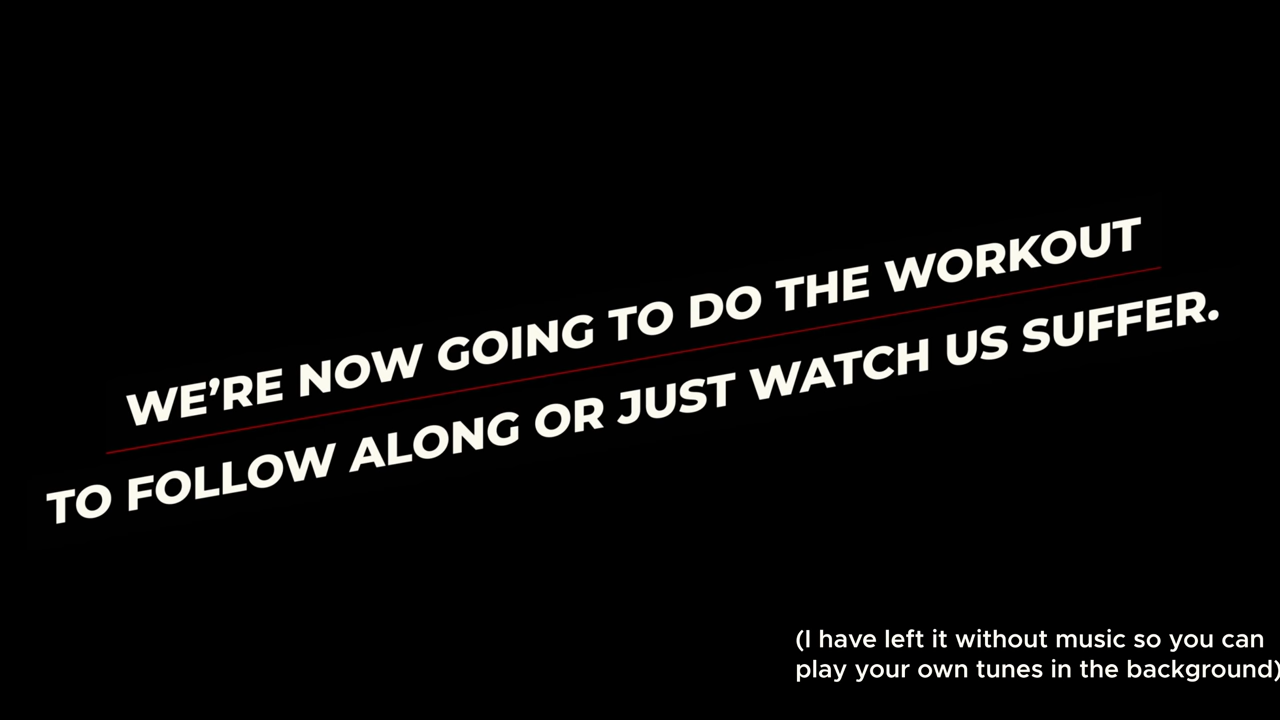 WE’RE NOW GOING TO DO THE WORKOUT
TO FOLLOW ALONG OR JUST WATCH US SUFFER.
(I have left it without music so you can
play your own tunes in the background)